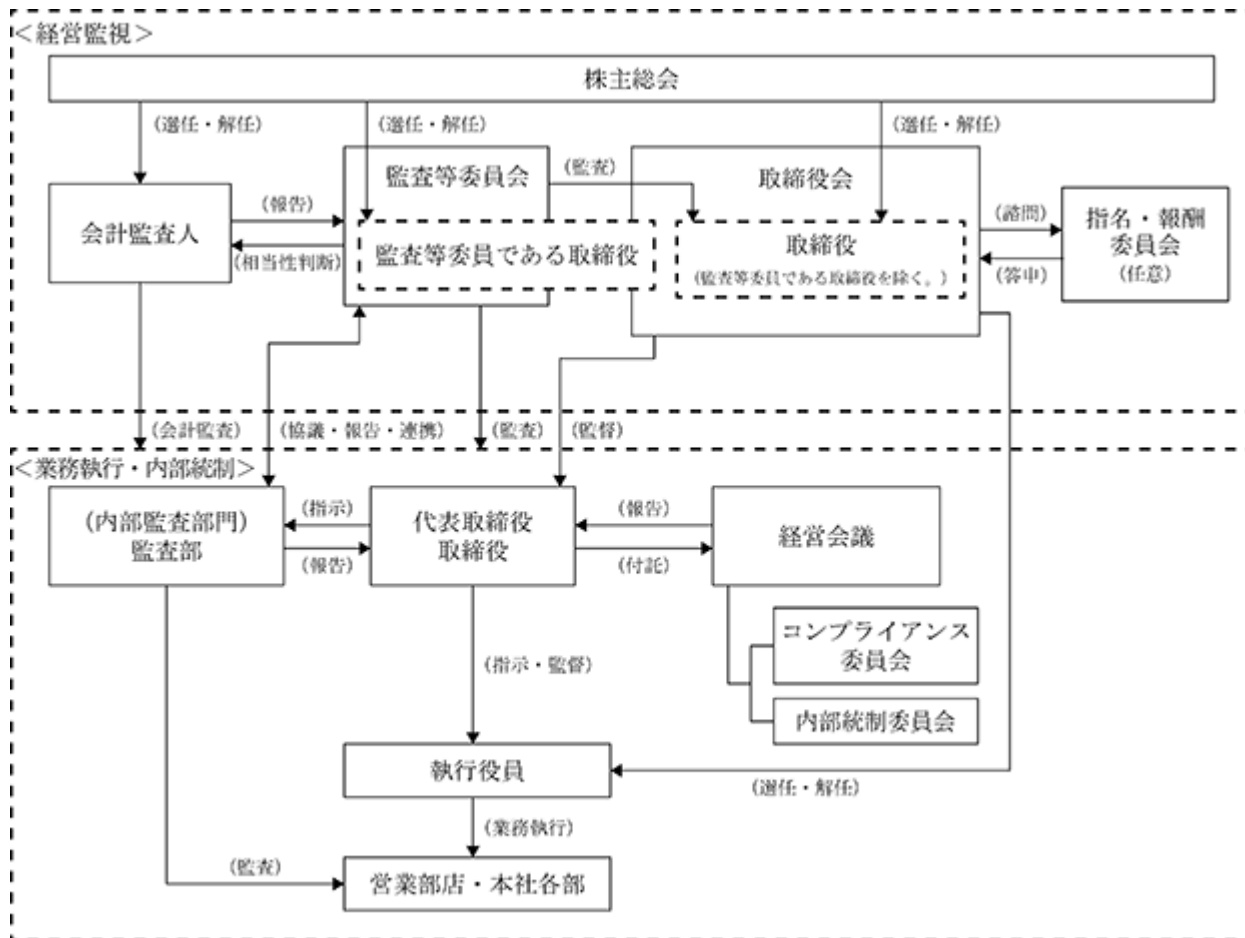 ＜経営監視＞
株主総会
(選任・解任)
(選任・解任)
(選任・解任)
監査等委員会
(監査)
取締役会
会計監査人
(報告)
(相当性判断)
監査等委員である取締役
取締役
(監査等委員である取締役を除く。)
(諮問)
(答申)
指名・報酬
委員会
(任意)
(会計監査)
(協議・報告・連携)
(監査)
(監督)
＜業務執行・内部統制＞
(内部監査部門)
監査部
(指示)
(報告)
代表取締役
取締役
(報告)
(付託)
経営会議
コンプライアンス
委員会
内部統制委員会
(指示・監督)
執行役員
(選任・解任)
(業務執行)
(監査)
営業部店・本社各部